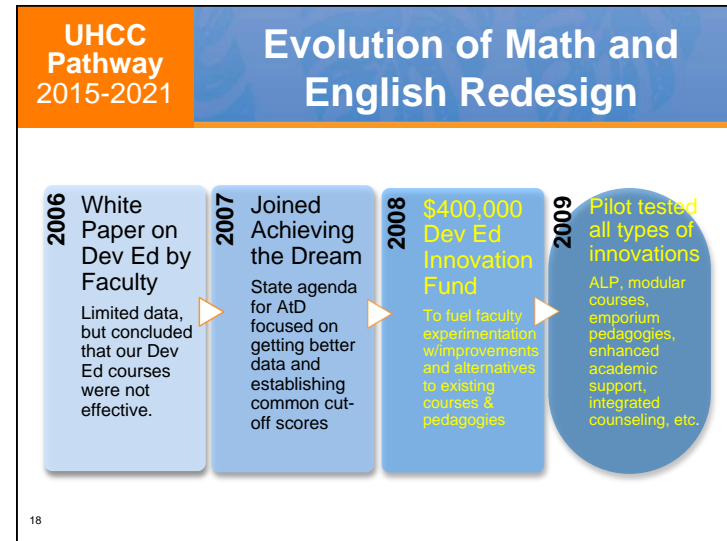 UHCC
Pathway
2015-2021
Evolution of Math and
English Redesign
2006
White
Paper on
Dev Ed by
Faculty
Limited data,
but concluded
that our Dev
Ed courses
were not
effective.
2007
Joined
Achieving
the Dream
State agenda
for AtD
focused on
getting better
data and
establishing
common cut-
off scores
2008
$400,000
Dev Ed
Innovation
Fund
To fuel faculty
experimentation
w/improvements
and alternatives
to existing
courses &
pedagogies
2009
Pilot tested
all types of
innovations
ALP, modular
courses,
emporium
pedagogies,
enhanced
academic
support,
integrated
counseling, etc.
18